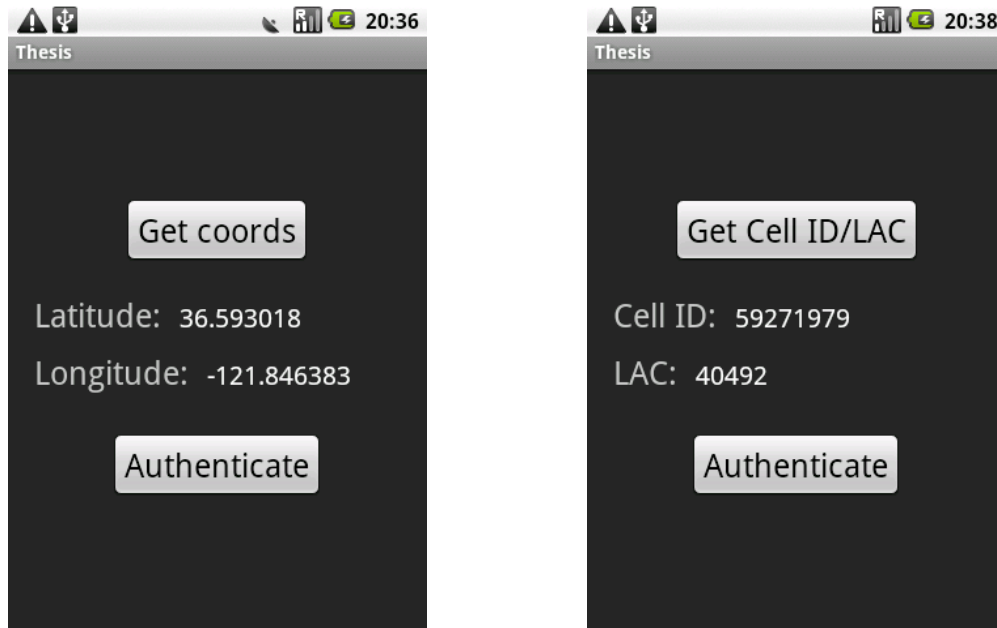 R 20:36
Thesis
Get coords
Latitude: 36.593018
Longitude: -121.846383
Authenticate
R 20:38
Thesis
Get Cell ID/LAC
Cell ID: 59271979
LAC: 40492
Authenticate